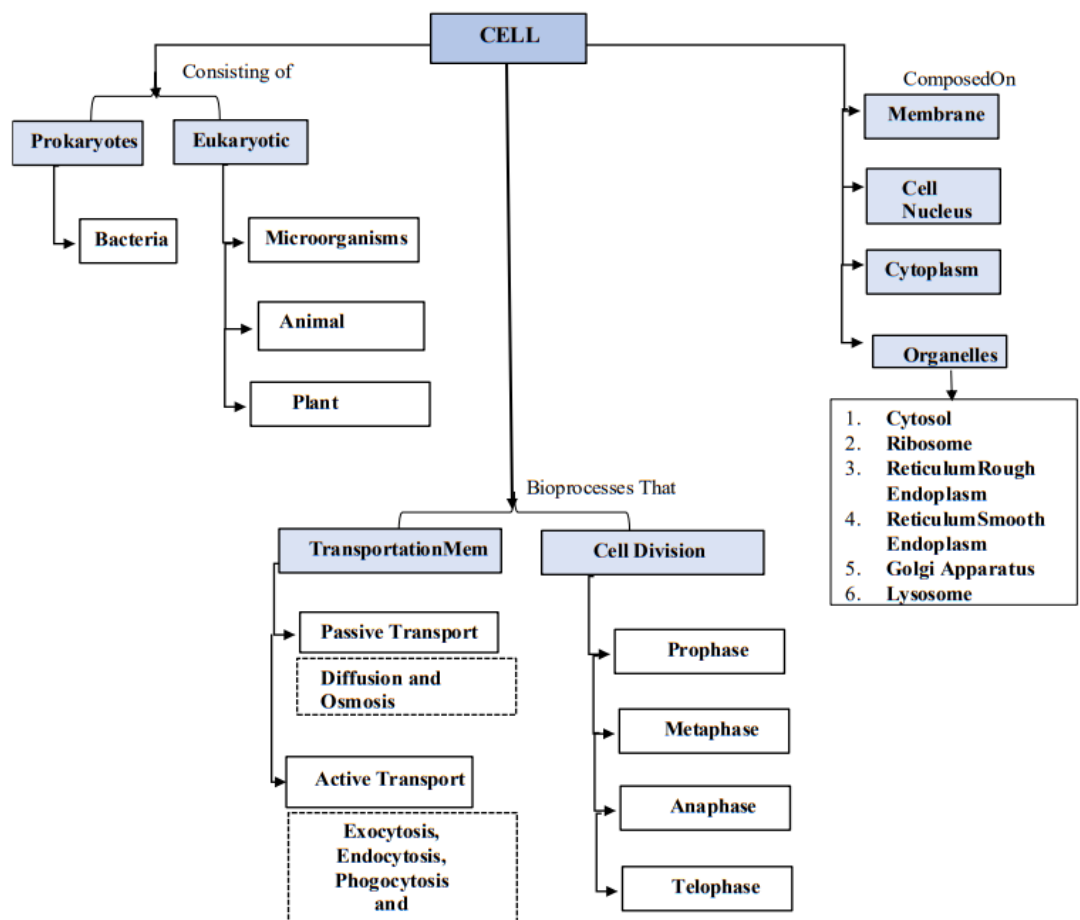 CELL
Consisting of
Prokaryotes
Eukaryotic
Bacteria
Microorganisms
Animal
Plant
ComposedOn
Membrane
Cell
Nucleus
Cytoplasm
Organelles
1. Cytosol
2. Ribosome
3. ReticulumRough
Endoplasm
4. ReticulumSmooth
Endoplasm
5. Golgi Apparatus
6. Lysosome
Bioprocesses That
TransportationMem
Passive Transport
Diffusion and
Osmosis
Active Transport
Exocytosis,
Endocytosis,
Phogocytosis
and
Cell Division
Prophase
Metaphase
Anaphase
Telophase